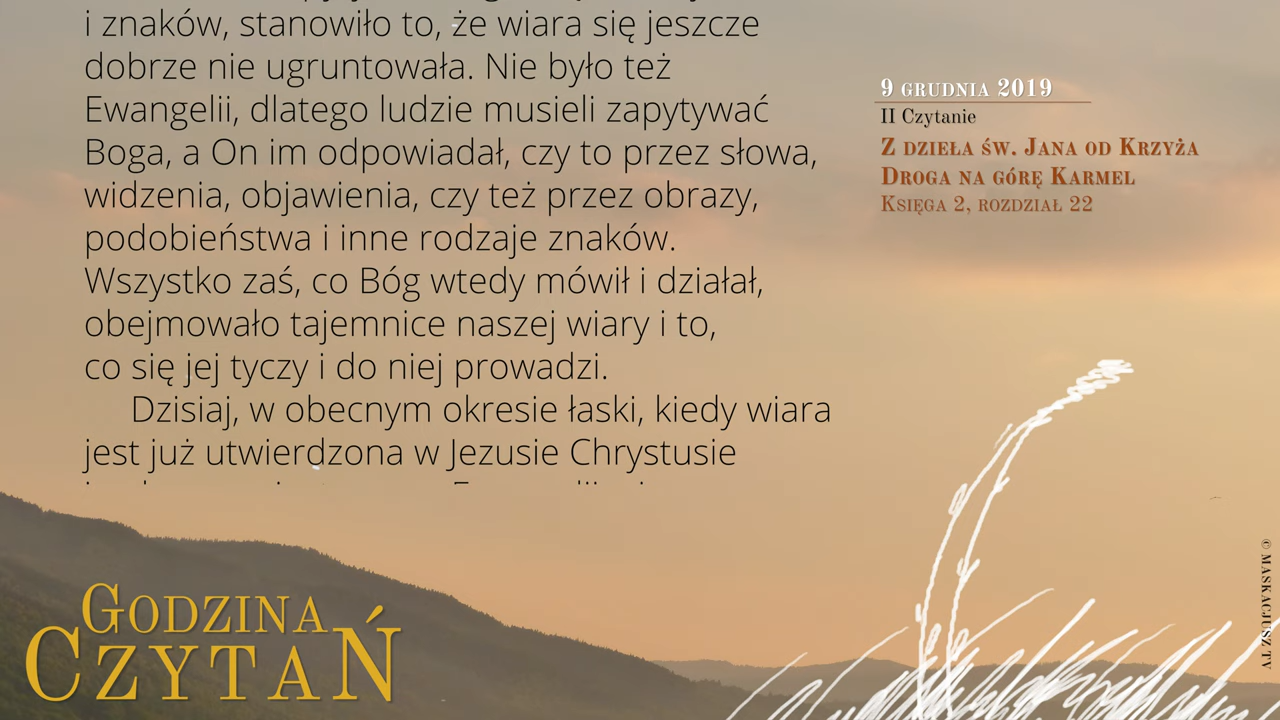 i znaków, stanowiło to, że wiara się jeszcze
dobrze nie ugruntowała. Nie było też
Ewangelii, dlatego ludzie musieli zapytywać
Boga, a On im odpowiadał, czy to przez słowa,
widzenia, objawienia, czy też przez obrazy,
podobieństwa i inne rodzaje znaków.
Wszystko zaś, co Bóg wtedy mówił i działał,
obejmowało tajemnice naszej wiary i to,
co się jej tyczy i do niej prowadzi.
Dzisiaj, w obecnym okresie łaski, kiedy wiara
jest już utwierdzona w Jezusie Chrystusie
9 grudnia 2019
II Czytanie
Z dzieła św. Jana od Krzyża
Droga na górę Karmel
Księga 2, rozdział 22
Godzina
Czytań
© Maskacjusz TV